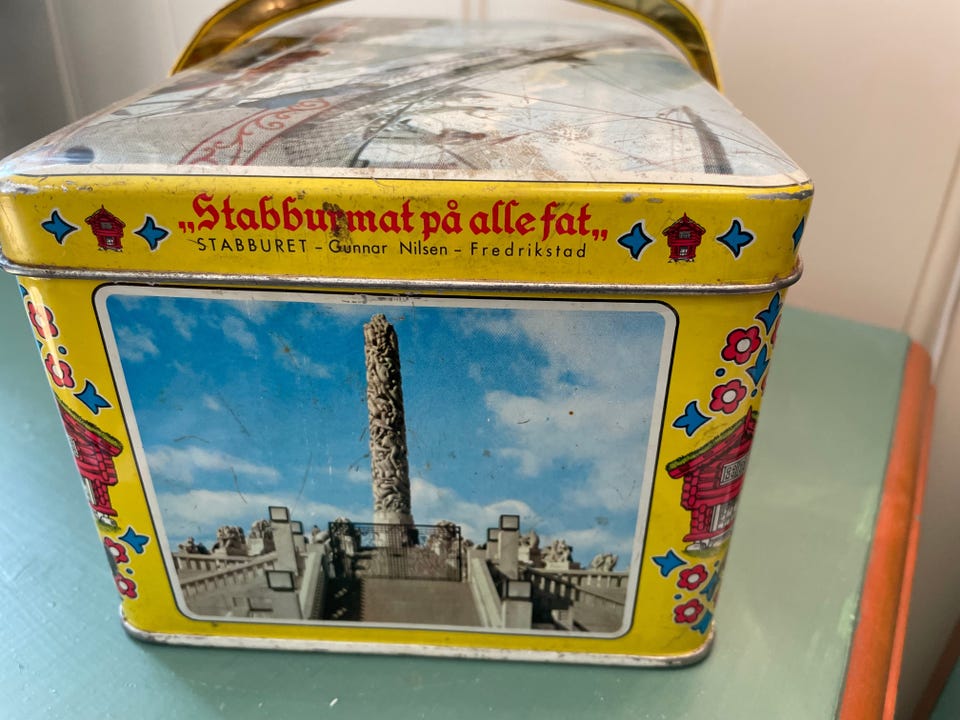 „Stabburmat på alle fat„
STABBURET – Gunnar Nilsen – Fredrikstad